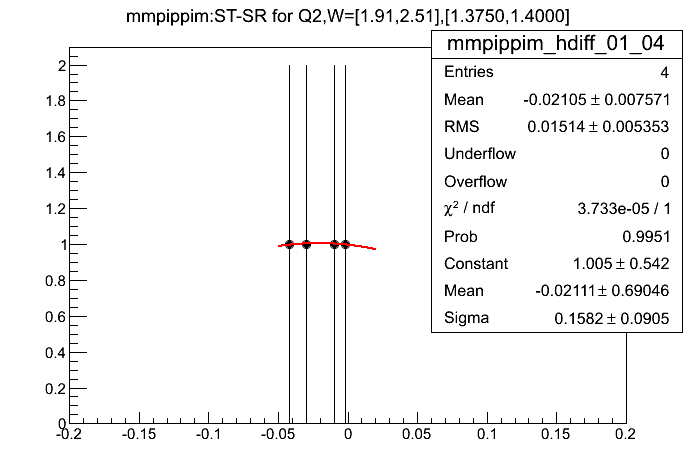 mmpippim:ST-SR for Q2,W=[1.91,2.51],[1.3750,1.4000]
mmpippim_hdiff_01_04
Entries 4
Mean -0.02105 ± 0.007571
RMS 0.01514 ± 0.005353
Underflow 0
Overflow 0
χ² / ndf 3.733e-05 / 1
Prob 0.9951
Constant 1.005 ± 0.542
Mean -0.02111 ± 0.69046
Sigma 0.1582 ± 0.0905
2
1.8
1.6
1.4
1.2
1
0.8
0.6
0.4
0.2
0
-0.2 -0.15 -0.1 -0.05 0 0.05 0.1 0.15 0.2